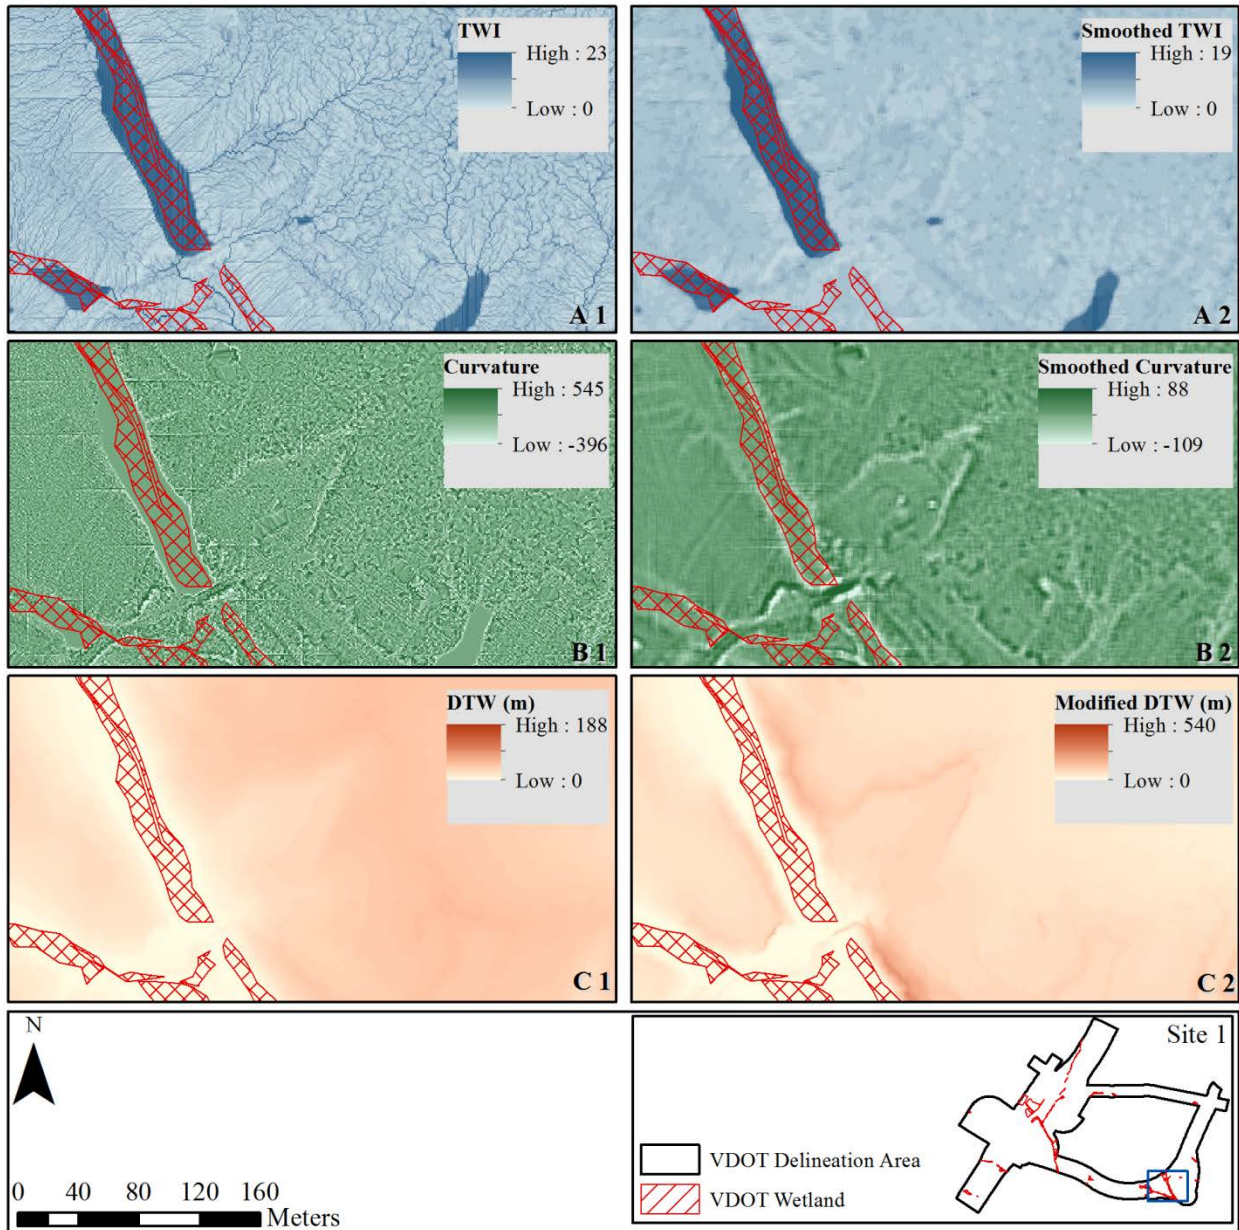 TWI
High : 23
Low : 0
A 1
Smoothed TWI
High : 19
Low : 0
A 2
Curvature
High : 545
Low : -396
B 1
Smoothed Curvature
High : 88
Low : -109
B 2
DTW (m)
High : 188
Low : 0
C 1
Modified DTW (m)
High : 540
Low : 0
C 2
N
0 40 80 120 160
Meters
Site 1
VDOT Delineation Area
VDOT Wetland